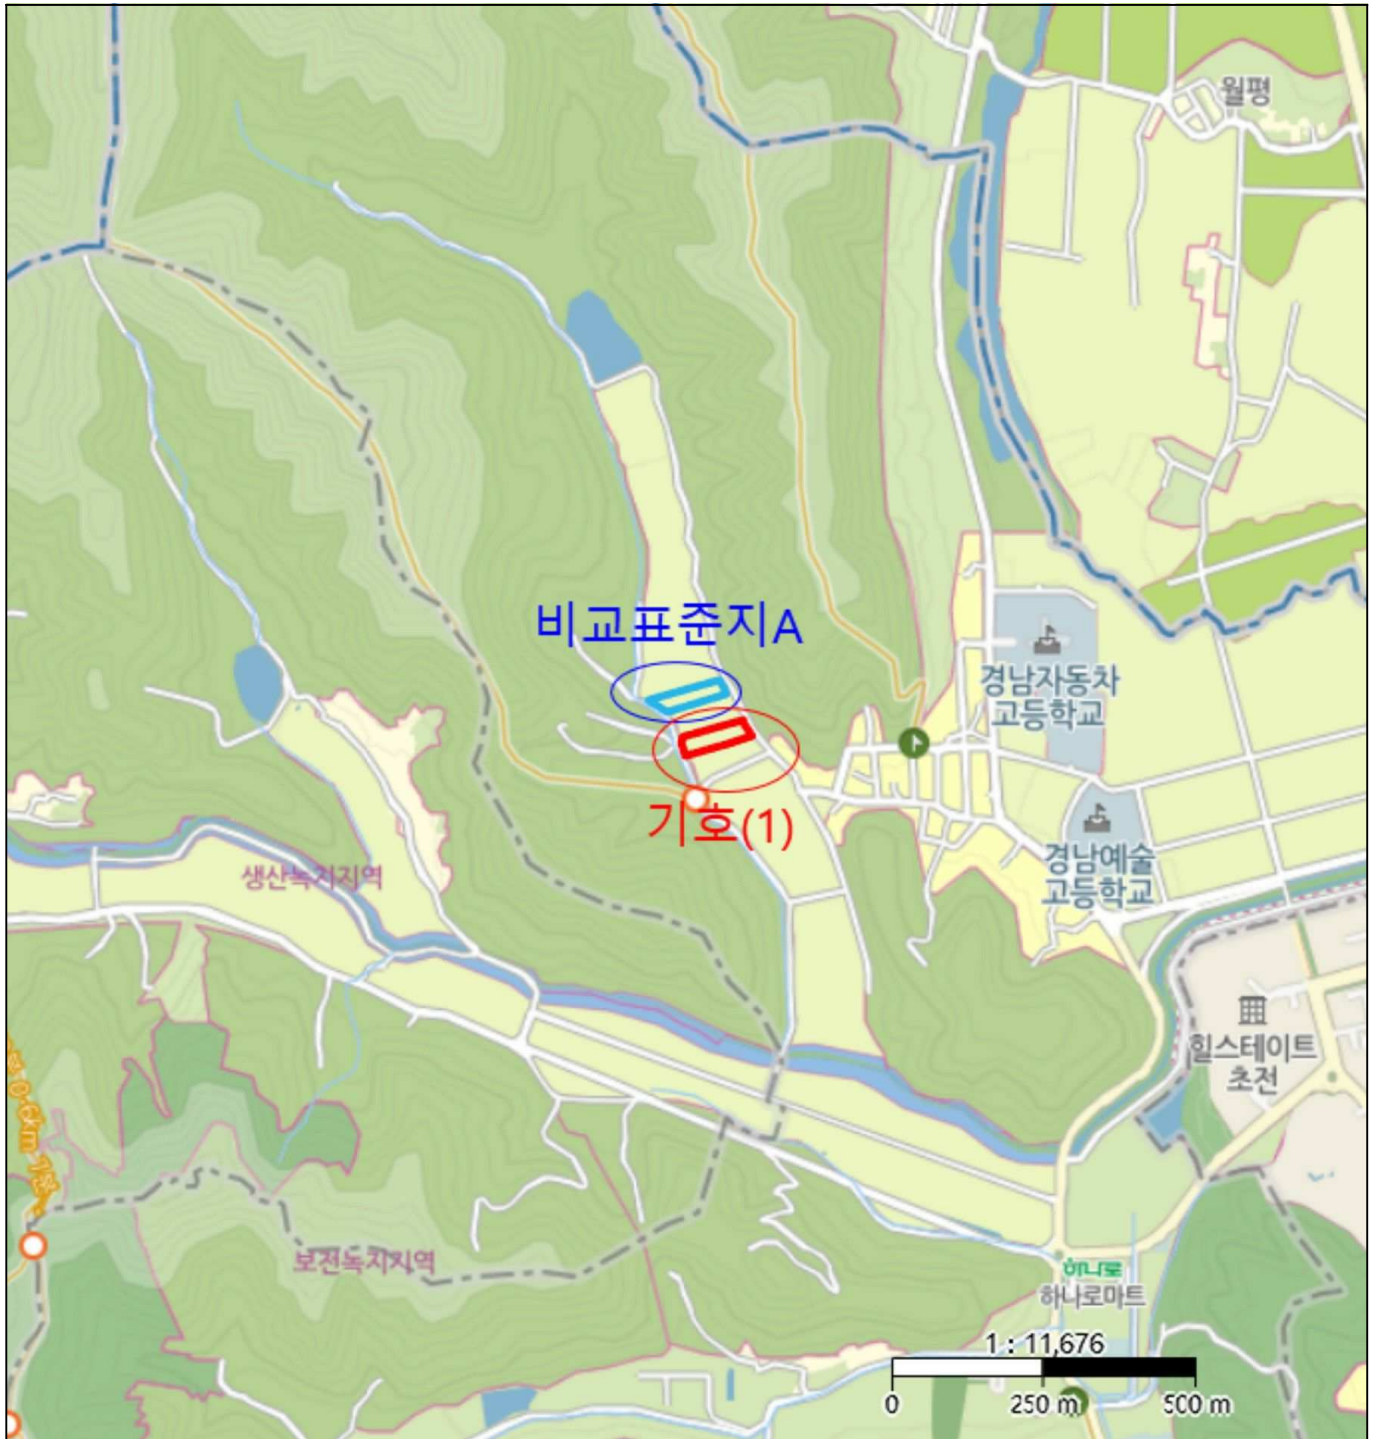 월평
비교표준지A
경남자동차
고등학교
기호(1)
경남예술
고등학교
생산녹지지역
힐스테이트
초전
보전녹지지역
하나로
하나로마트
1 : 11,676
0
250 m
500 m